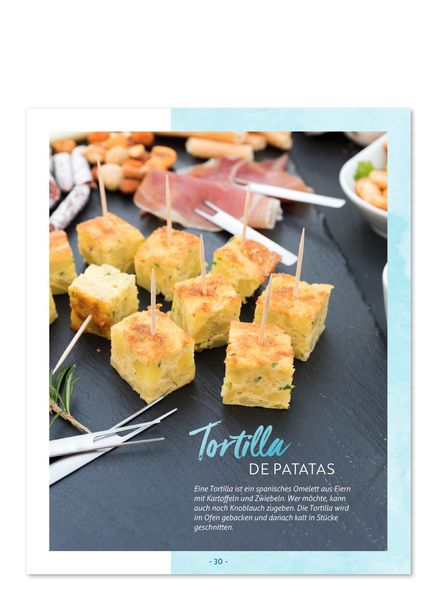 Tortilla
DE PATATAS
Eine Tortilla ist ein spanisches Omelett aus Eiern
mit Kartoffeln und Zwiebeln. Wer möchte, kann
auch noch Knoblauch zugeben. Die Tortilla wird
im Ofen gebacken und danach kalt in Stücke
geschnitten.
- 30 -